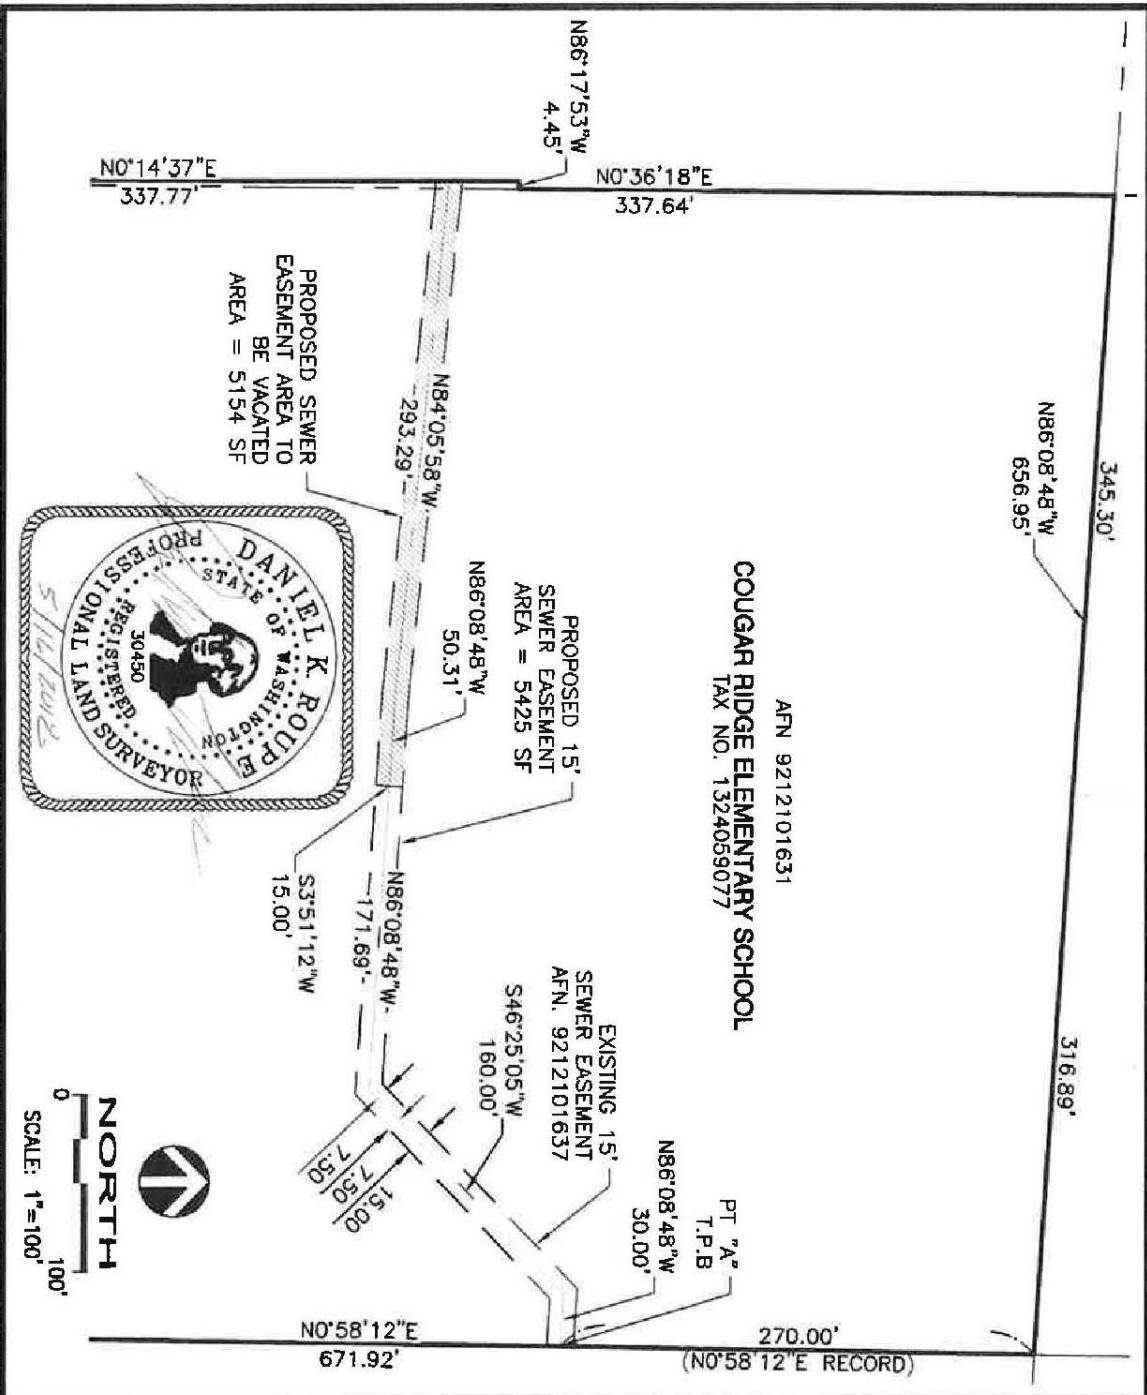 345.30'
316.89'
N86°08'48"W
656.95'
N86°17'53"W
4.45'
N0°36'18"E
337.64'
N0°14'37"E
337.77'
AFN 9212101631
COUGAR RIDGE ELEMENTARY SCHOOL
TAX NO. 1324059077
270.00'
(N0°58'12"E RECORD)
PT "A"
T.P.B
N86°08'48"W
30.00'
EXISTING 15'
SEWER EASEMENT
AFN. 9212101637
S46°25'05"W
160.00'
PROPOSED 15'
SEWER EASEMENT
AREA = 5425 SF
N86°08'48"W
50.31'
N84°05'58"W
293.29'
N86°08'48"W
171.69'
S3°51'12"W
15.00'
7.50
7.50
15.00
N0°58'12"E
671.92'
PROPOSED SEWER
EASEMENT AREA TO
BE VACATED
AREA = 5154 SF
DANIEL K. ROUPE
STATE OF WASHINGTON
30450
REGISTERED
PROFESSIONAL LAND SURVEYOR
NORTH
0 100'
SCALE: 1"=100'